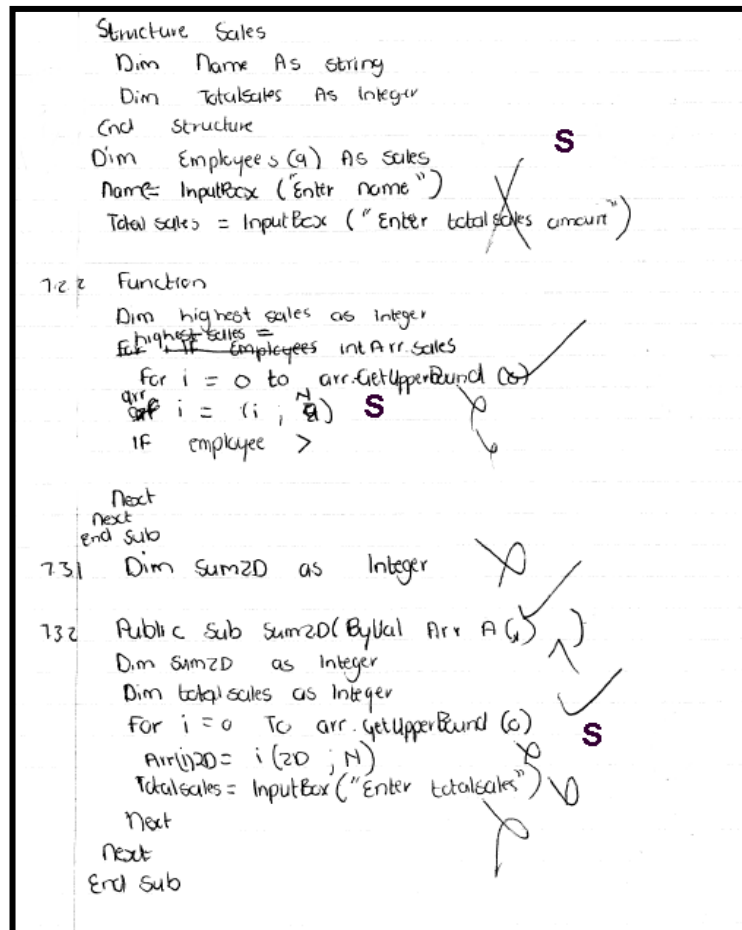 Structure Sales
Dim Name As string
Dim Totalsales As Integer
End Structure
S
Dim Employees(9) As sales
Name= InputBox ("Enter name")
Total sales = InputBox ("Enter totalsales amount")
7.2.2 Function
Dim highest sales as integer
highest sales =
For If Employees intArr.sales
For i = 0 to arr.GetUpperBound (0)
arr i = (i ; N) S
IF employee >
Next
next
end sub
7.3.1 Dim Sum2D as Integer
7.3.2 Public Sub Sum2D(ByVal Arr A(,) )
Dim Sum2D as Integer
Dim totalsales as Integer
For i = 0 To arr.GetUpperBound (0)
S
Arr(i)2D = i (2D ; N)
Totalsales = InputBox ("Enter totalsales")
Next
Next
End Sub